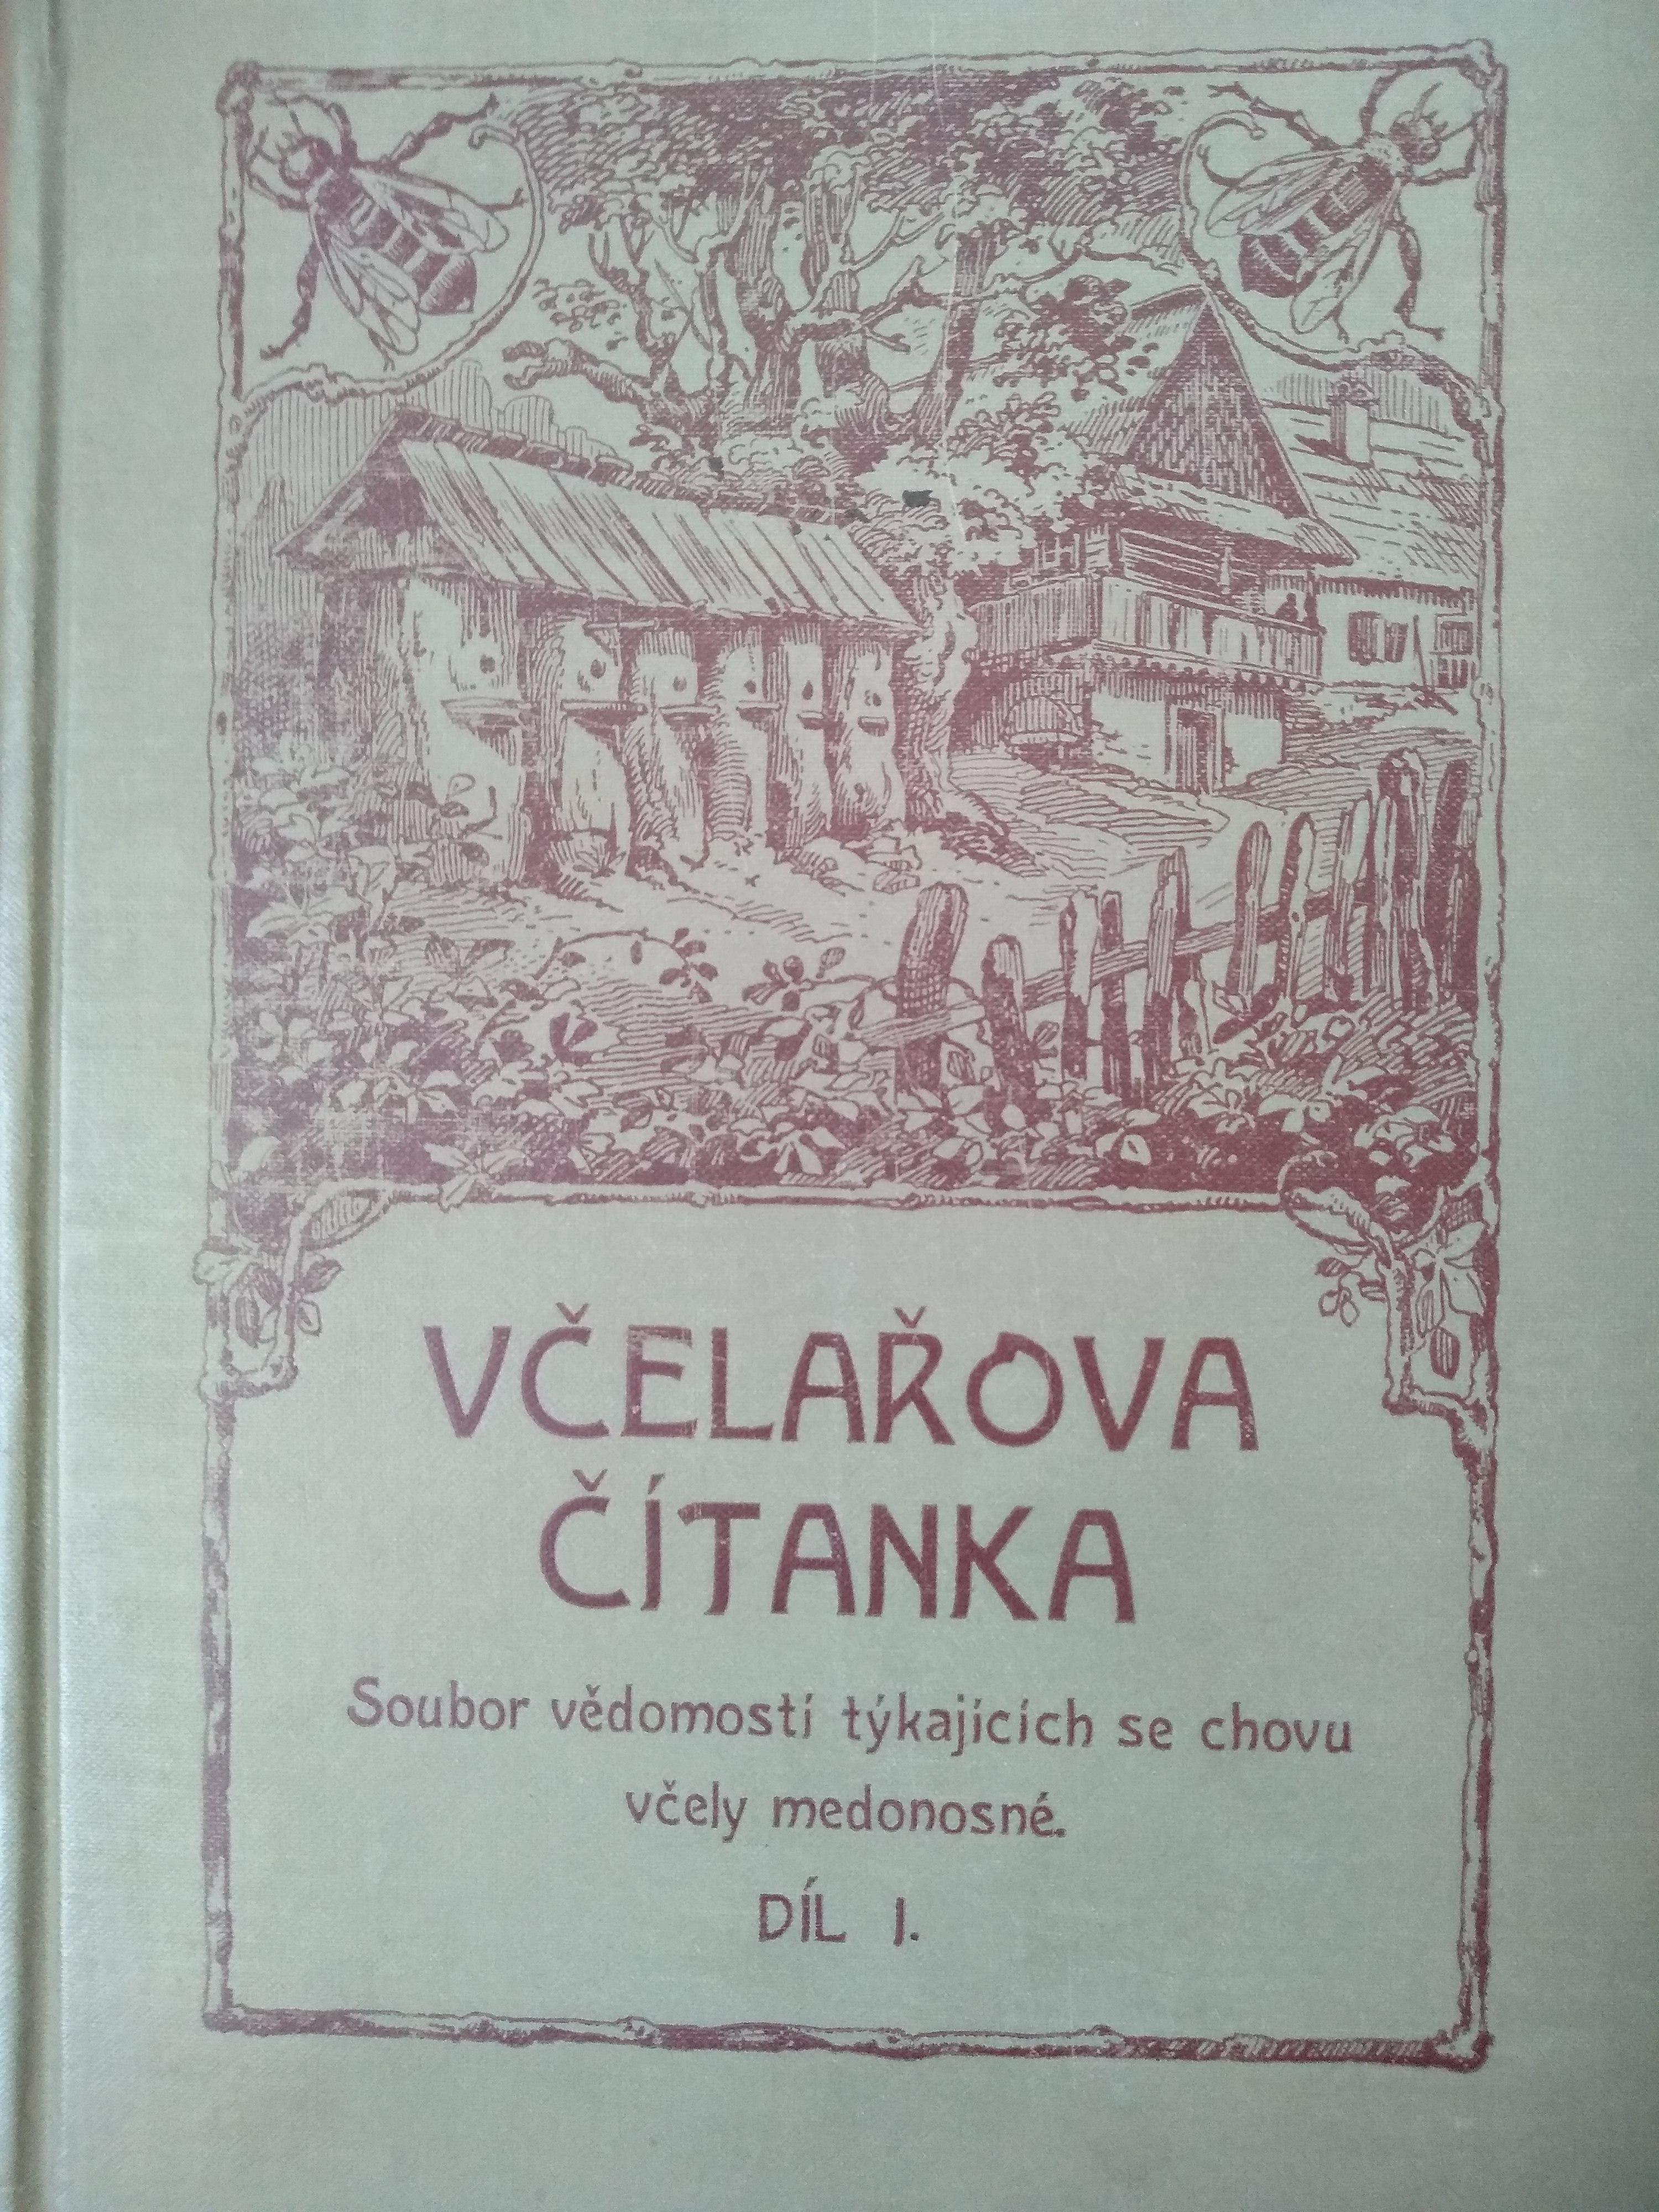 VČELAŘOVA
ČÍTANKA
Soubor vědomostí týkajících se chovu
včely medonosné.
DÍL I.